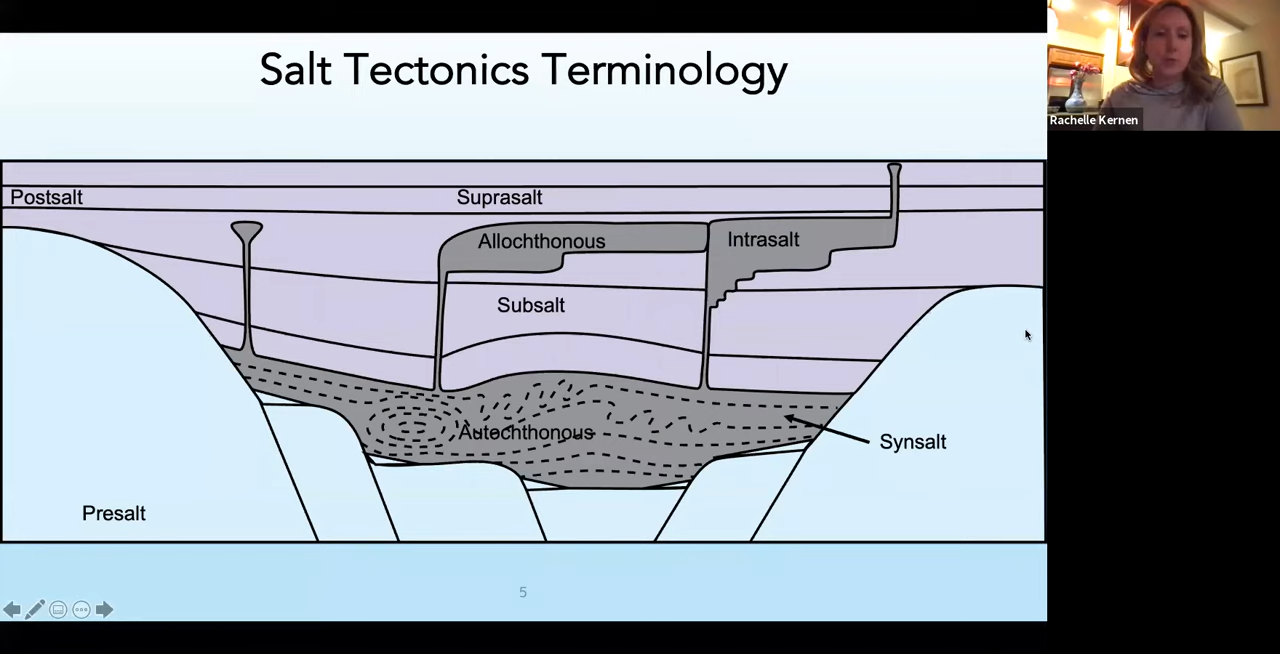 Salt Tectonics Terminology
Rachelle Kernen
Postsalt
Suprasalt
Allochthonous
Intrasalt
Subsalt
Autochthonous
Synsalt
Presalt
5